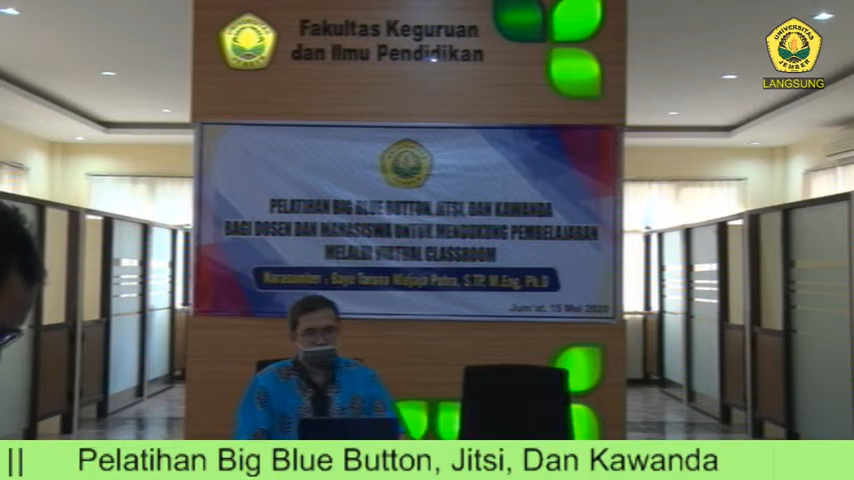 Fakultas Keguruan
dan Ilmu Pendidikan
UNIVERSITAS
JEMBER
LANGSUNG
PELATIHAN BIG BLUE BUTTON, JITSI, DAN KAWANDA
BAGI DOSEN DAN MAHASISWA UNTUK MENDUKUNG PEMBELAJARAN
MELALUI VIRTUAL CLASSROOM
Narasumber : Bayu Taruna Widjaja Putra, S.TP, M.Eng, Ph.D
Jum'at, 15 Mei 2020
|| Pelatihan Big Blue Button, Jitsi, Dan Kawanda